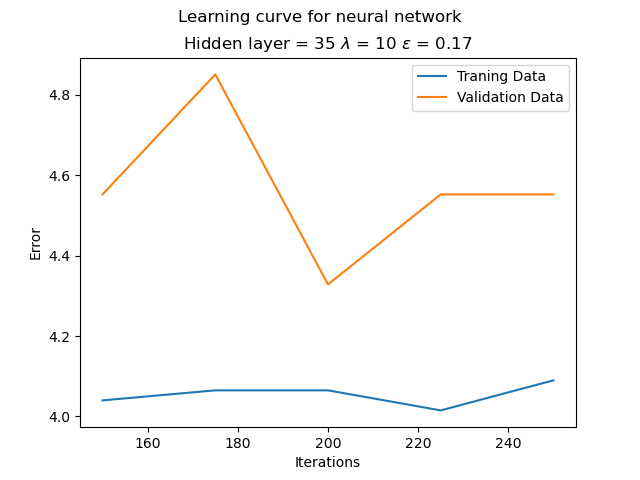 Learning curve for neural network
Hidden layer = 35 λ = 10 ε = 0.17
Traning Data
Validation Data
4.8
4.6
4.4
4.2
4.0
Error
160
180
200
220
240
Iterations